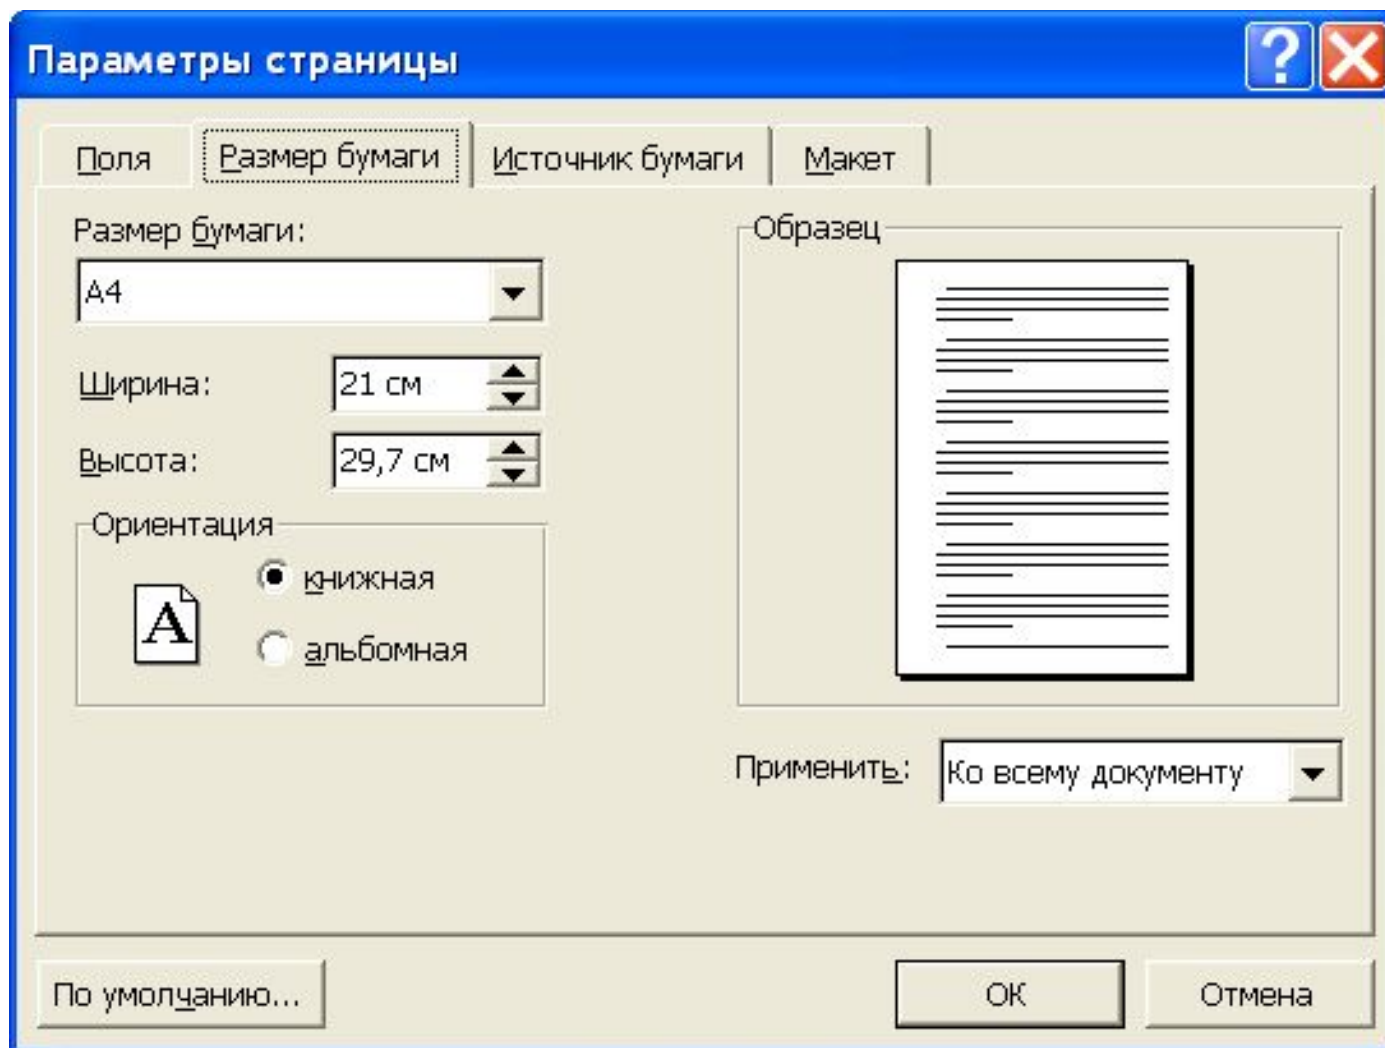 Параметры страницы
Поля
Размер бумаги
Источник бумаги
Макет
Размер бумаги:
A4
Ширина:
21 см
Высота:
29,7 см
Ориентация
A
книжная
альбомная
Образец
Применить:
Ко всему документу
По умолчанию...
ОК
Отмена